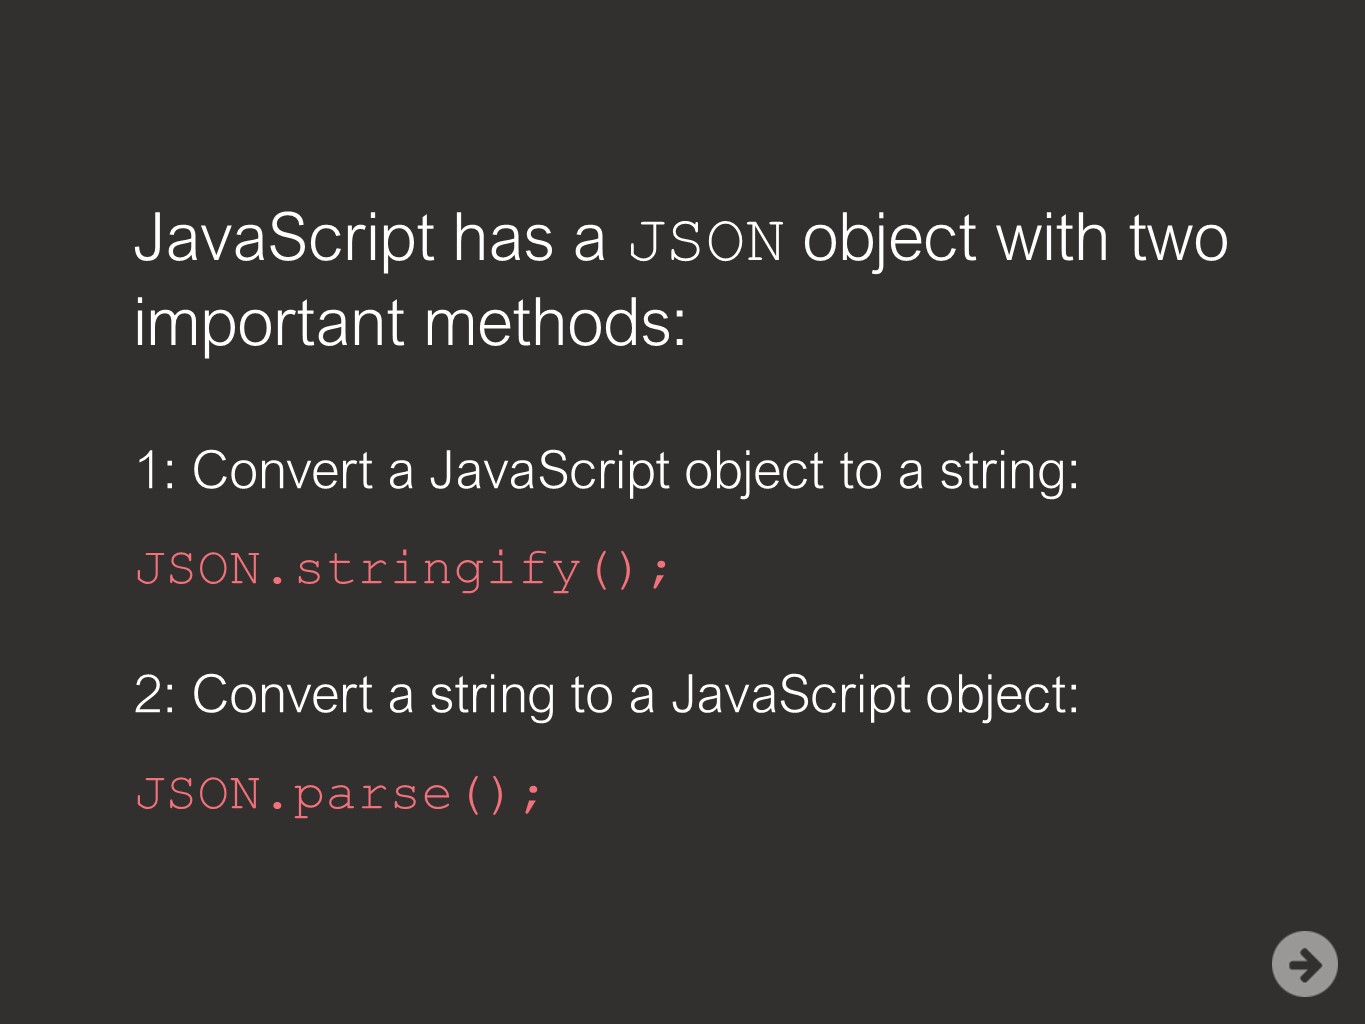 JavaScript has a JSON object with two
important methods:
1: Convert a JavaScript object to a string:
JSON.stringify();
2: Convert a string to a JavaScript object:
JSON.parse();